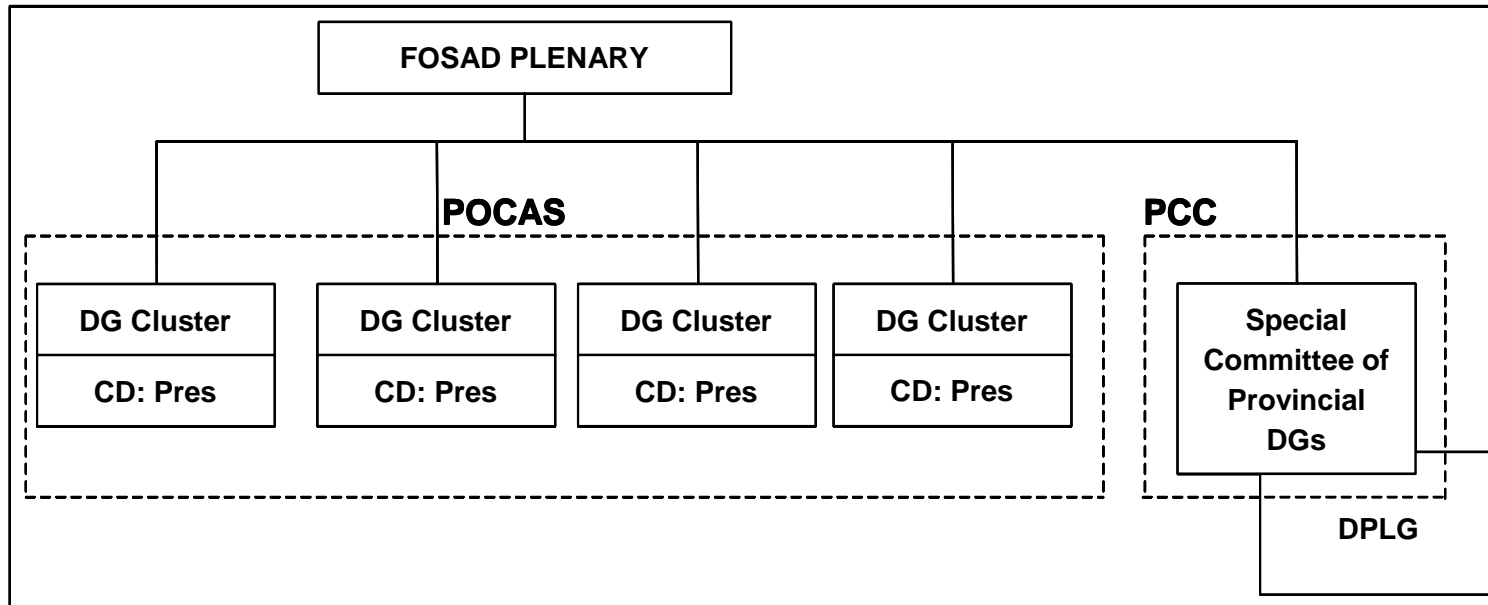 FOSAD PLENARY
POCAS
PCC
DG Cluster
CD: Pres
DG Cluster
CD: Pres
DG Cluster
CD: Pres
DG Cluster
CD: Pres
Special
Committee of
Provincial
DGs
DPLG